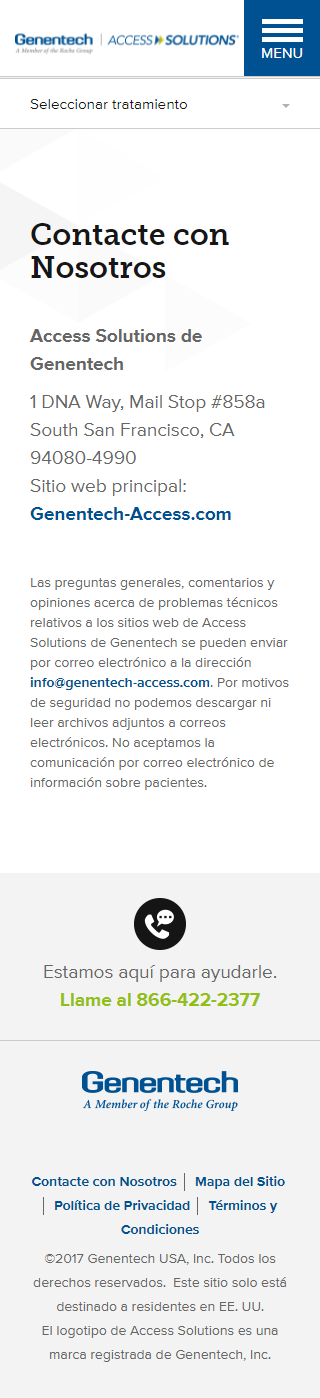 Genentech
A Member of the Roche Group
ACCESS SOLUTIONS®
MENU
Seleccionar tratamiento
Contacte con
Nosotros
Access Solutions de
Genentech
1 DNA Way, Mail Stop #858a
South San Francisco, CA
94080-4990
Sitio web principal:
Genentech-Access.com
Las preguntas generales, comentarios y
opiniones acerca de problemas técnicos
relativos a los sitios web de Access
Solutions de Genentech se pueden enviar
por correo electrónico a la dirección
info@genentech-access.com. Por motivos
de seguridad no podemos descargar ni
leer archivos adjuntos a correos
electrónicos. No aceptamos la
comunicación por correo electrónico de
información sobre pacientes.
Estamos aquí para ayudarle.
Llame al 866-422-2377
Genentech
A Member of the Roche Group
Contacte con Nosotros | Mapa del Sitio
| Política de Privacidad | Términos y
Condiciones
©2017 Genentech USA, Inc. Todos los
derechos reservados. Este sitio solo está
destinado a residentes en EE. UU.
El logotipo de Access Solutions es una
marca registrada de Genentech, Inc.